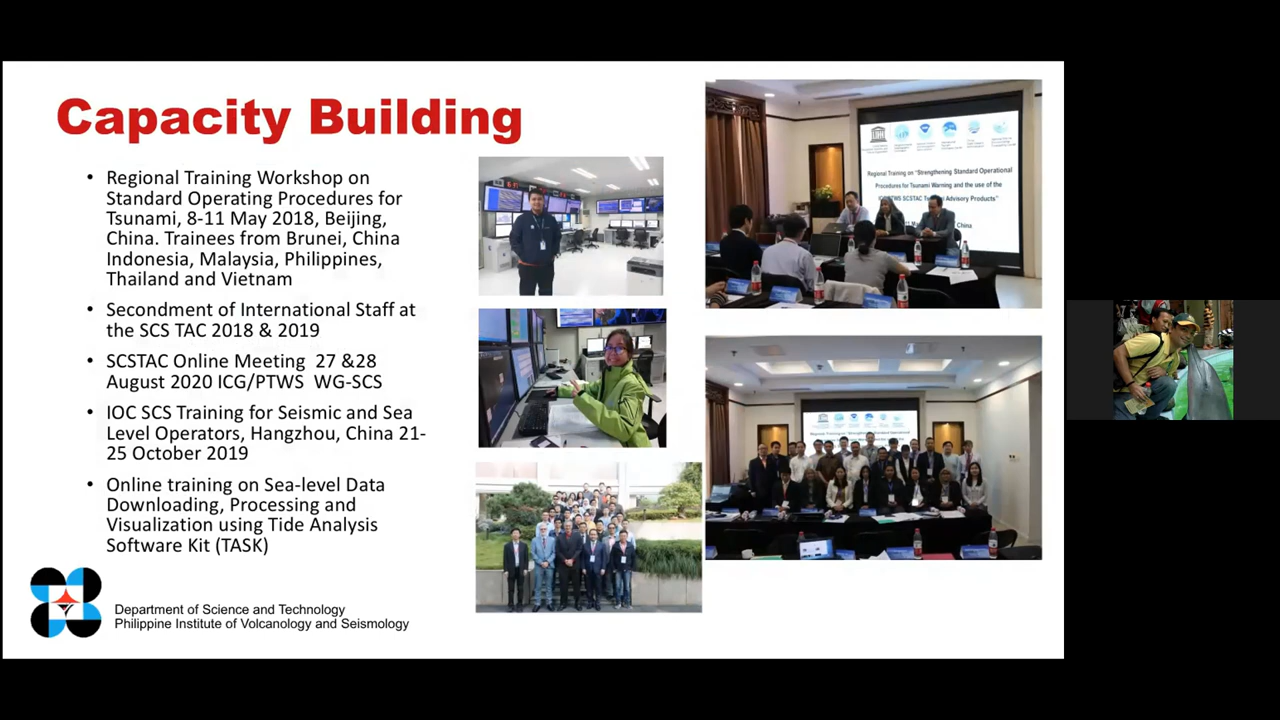 Capacity Building
• Regional Training Workshop on
Standard Operating Procedures for
Tsunami, 8-11 May 2018, Beijing,
China. Trainees from Brunei, China
Indonesia, Malaysia, Philippines,
Thailand and Vietnam
• Secondment of International Staff at
the SCS TAC 2018 & 2019
• SCSTAC Online Meeting 27 &28
August 2020 ICG/PTWS WG-SCS
• IOC SCS Training for Seismic and Sea
Level Operators, Hangzhou, China 21-
25 October 2019
• Online training on Sea-level Data
Downloading, Processing and
Visualization using Tide Analysis
Software Kit (TASK)
Department of Science and Technology
Philippine Institute of Volcanology and Seismology
Regional Training on "Strengthening Standard Operational
Procedures for Tsunami Warning and the use of the
SCSTAC Advisory Products"
China